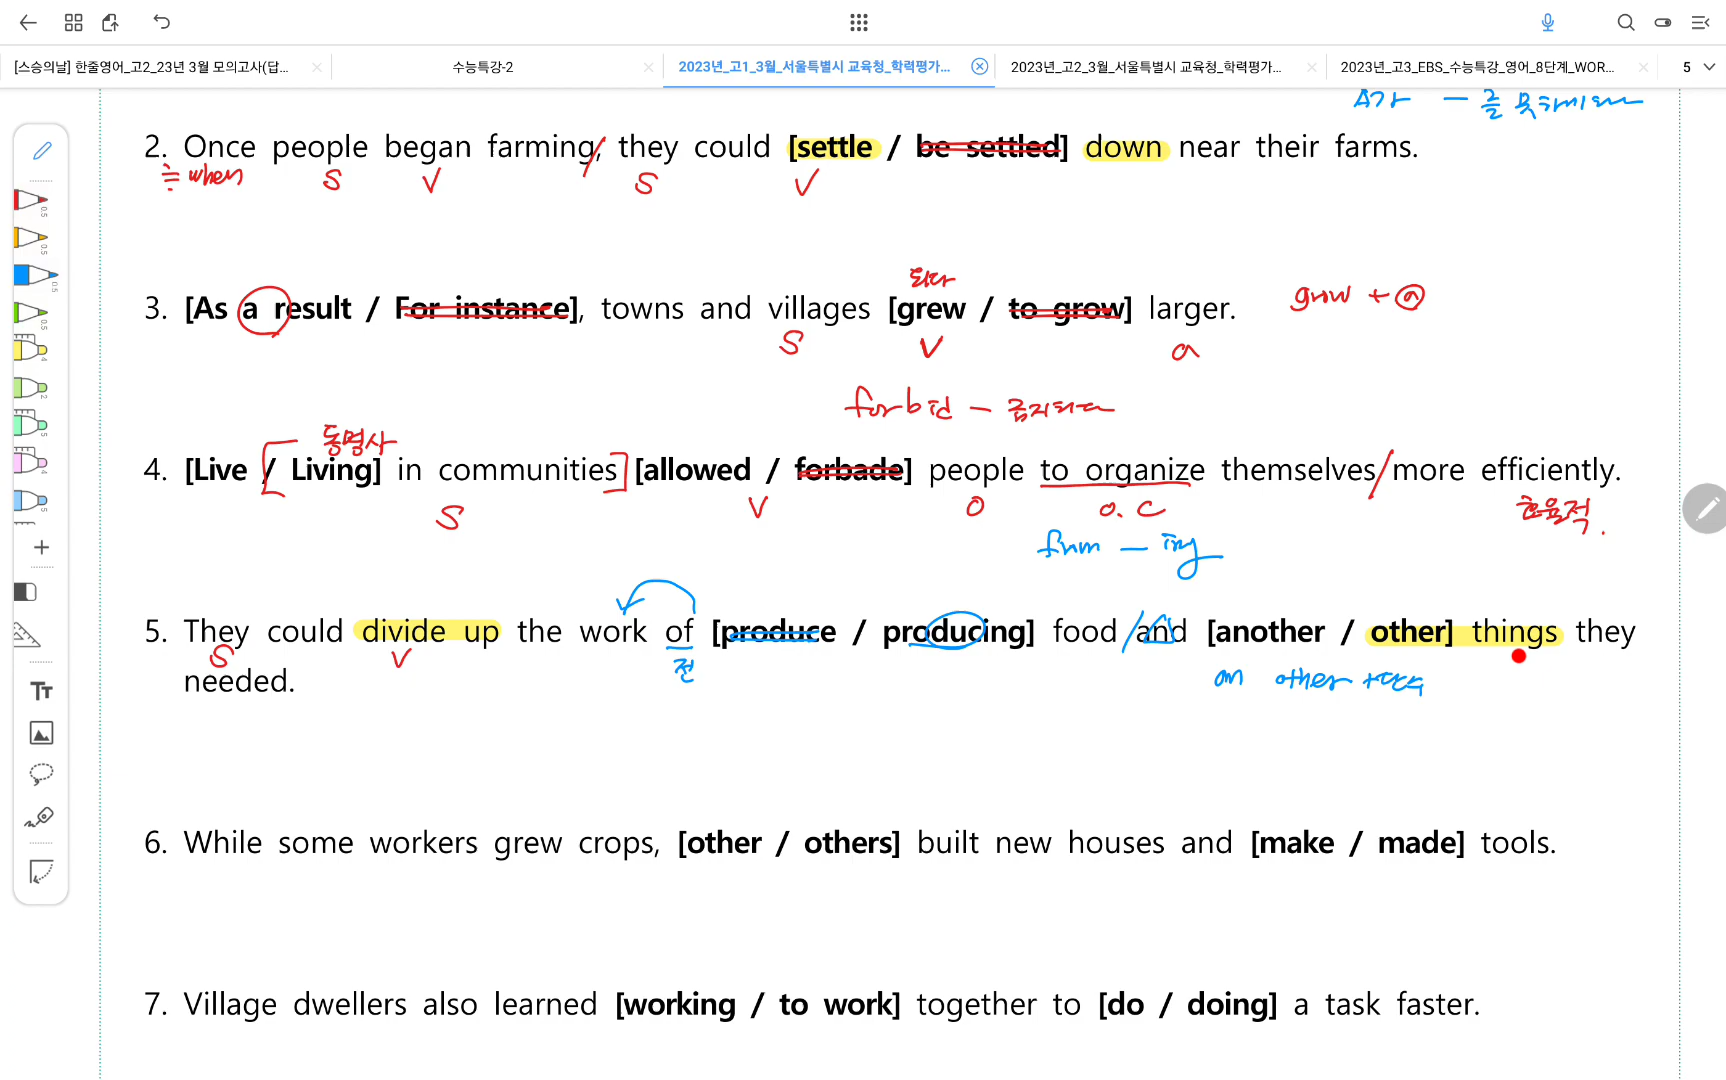 [스승의날] 한줄영어_고2_23년 3월 모의고사(답...
수능특강-2
2023년_고1_3월_서울특별시 교육청_학력평가...
2023년_고2_3월_서울특별시 교육청_학력평가...
2023년_고3_EBS_수능특강_영어_8단계_WOR...
5
2. Once people began farming, they could [settle / be settled] down near their farms.
≒ when S V S V
되다
3. [As a result / For instance], towns and villages [grew / to grow] larger.
grow + a
S V a
forbid – 금지하다
동명사
4. [Live / Living] in communities [allowed / forbade] people to organize themselves more efficiently.
S V O O.C 효율적.
from – ing
5. They could divide up the work of [produce / producing] food and [another / other] things they
S V 전 an other + 단수
needed.
6. While some workers grew crops, [other / others] built new houses and [make / made] tools.
7. Village dwellers also learned [working / to work] together to [do / doing] a task faster.